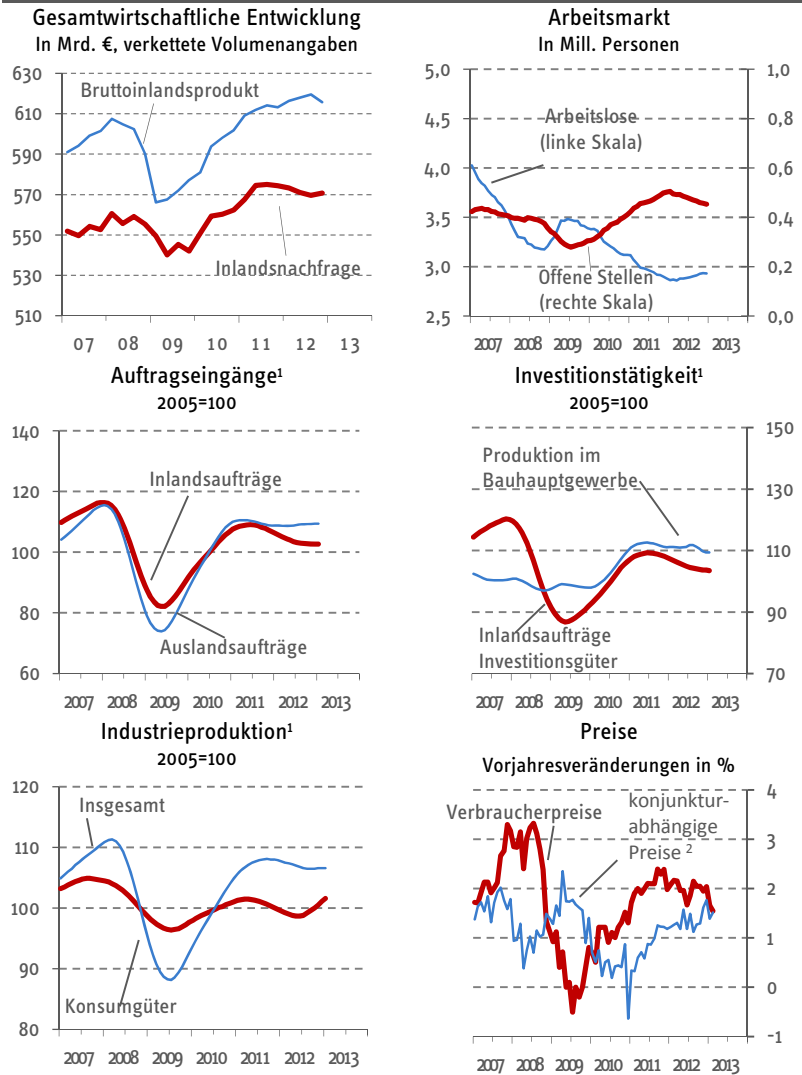 Gesamtwirtschaftliche Entwicklung
In Mrd. €, verkettete Volumenangaben
630
610
590
570
550
530
510
Bruttoinlandsprodukt
Inlandsnachfrage
07 08 09 10 11 12 13
Arbeitsmarkt
In Mill. Personen
5,0
4,5
4,0
3,5
3,0
2,5
1,0
0,8
0,6
0,4
0,2
0,0
Arbeitslose
(linke Skala)
Offene Stellen
(rechte Skala)
2007 2008 2009 2010 2011 2012 2013
Auftragseingänge¹
2005=100
140
120
100
80
60
Inlandsaufträge
Auslandsaufträge
2007 2008 2009 2010 2011 2012 2013
Investitionstätigkeit¹
2005=100
150
130
110
90
70
Produktion im
Bauhauptgewerbe
Inlandsaufträge
Investitionsgüter
2007 2008 2009 2010 2011 2012 2013
Industrieproduktion¹
2005=100
120
110
100
90
80
Insgesamt
Konsumgüter
2007 2008 2009 2010 2011 2012 2013
Preise
Vorjahresveränderungen in %
4
3
2
1
0
-1
Verbraucherpreise
konjunktur-
abhängige
Preise ²
2007 2008 2009 2010 2011 2012 2013